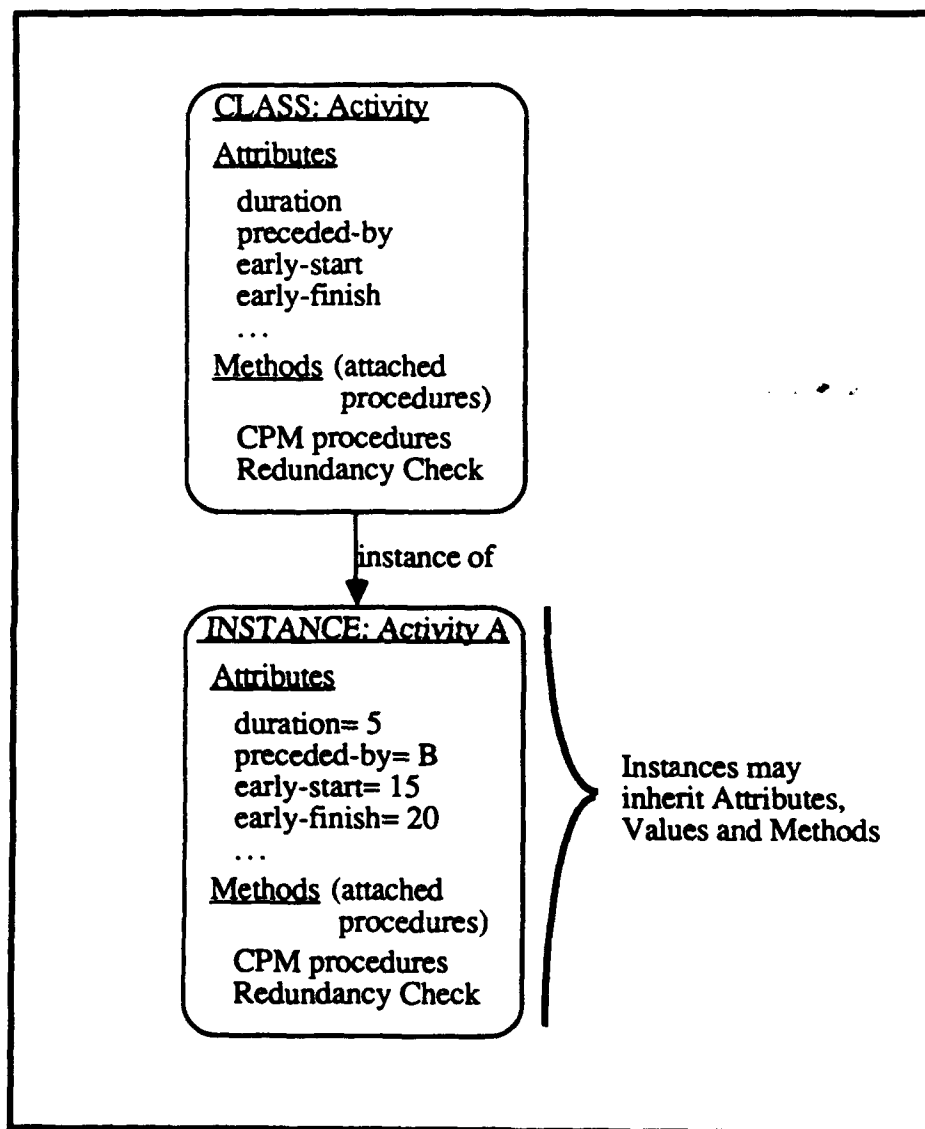 CLASS: Activity
Attributes
duration
preceded-by
early-start
early-finish
...
Methods (attached
procedures)
CPM procedures
Redundancy Check
instance of
INSTANCE: Activity A
Attributes
duration= 5
preceded-by= B
early-start= 15
early-finish= 20
...
Methods (attached
procedures)
CPM procedures
Redundancy Check
Instances may
inherit Attributes,
Values and Methods